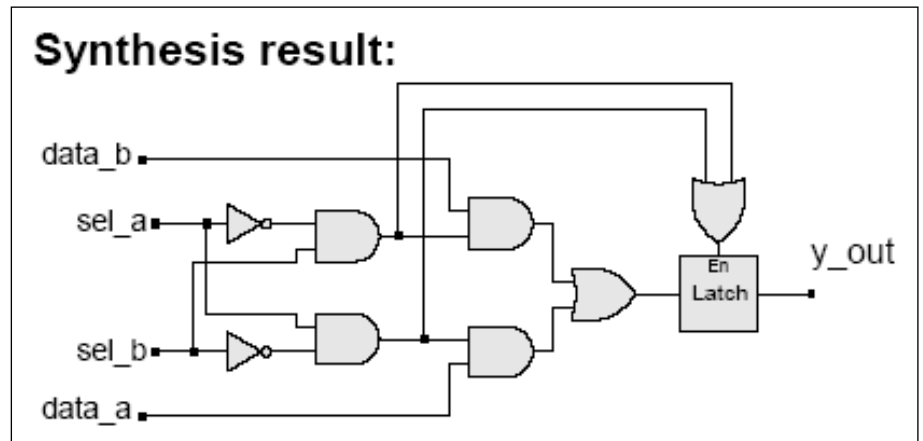 Synthesis result:
data_b
sel_a
sel_b
data_a
En
Latch
y_out